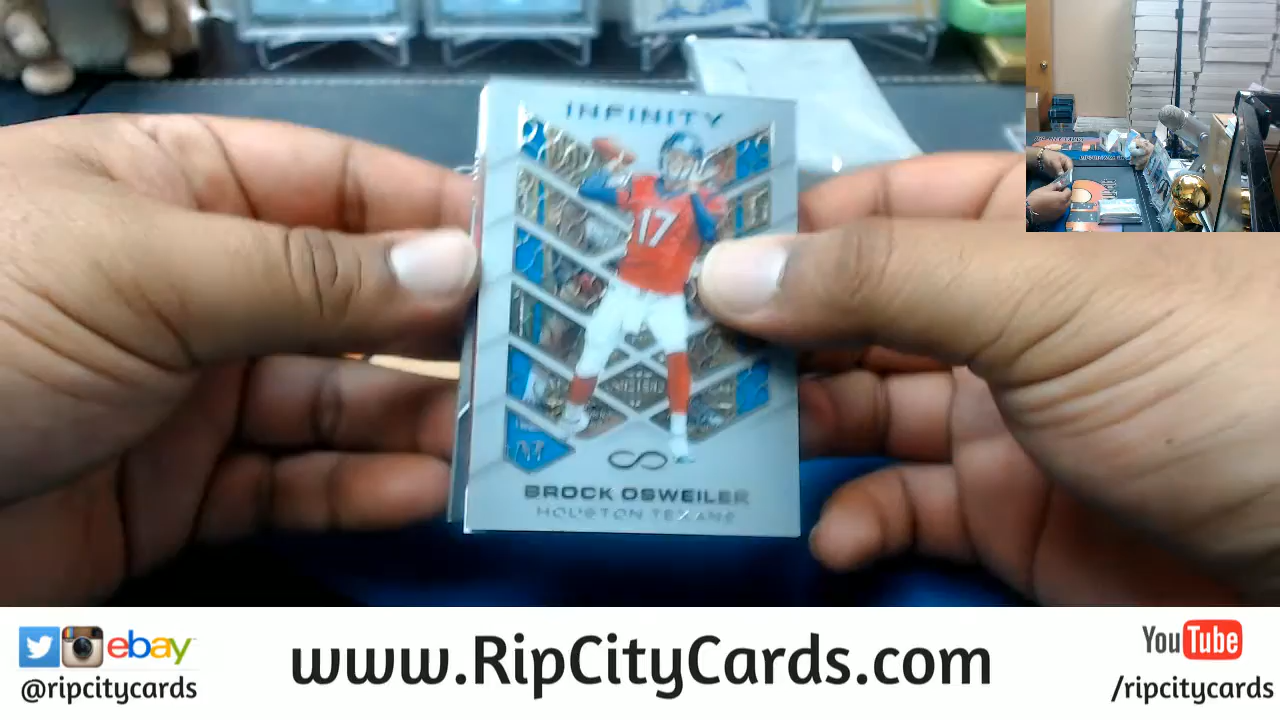 INFINITY
17
BROCK OSWEILER
HOUSTON TEXANS
ebay
@ripcitycards
www.RipCityCards.com
YouTube
/ripcitycards